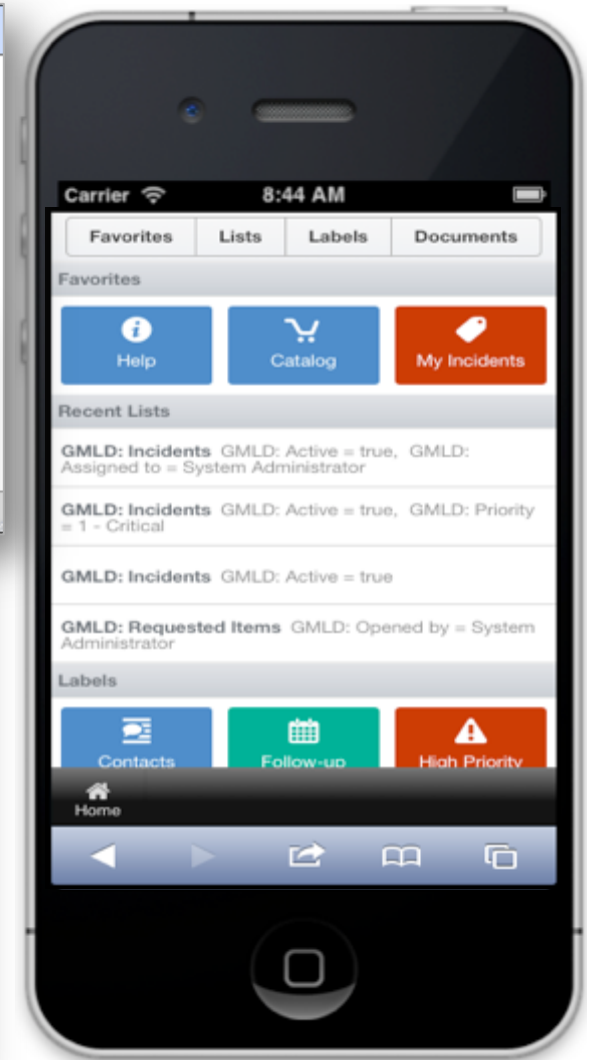 Carrier 8:44 AM
Favorites Lists Labels Documents
Favorites
Help Catalog My Incidents
Recent Lists
GMLD: Incidents GMLD: Active = true, GMLD:
Assigned to = System Administrator
GMLD: Incidents GMLD: Active = true, GMLD: Priority
= 1 - Critical
GMLD: Incidents GMLD: Active = true
GMLD: Requested Items GMLD: Opened by = System
Administrator
Labels
Contacts Follow-up High Priority
Home